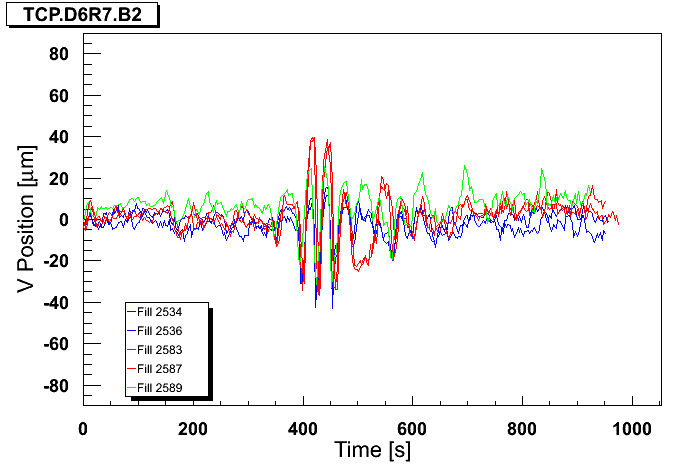 TCP.D6R7.B2
V Position [μm]
80
60
40
20
0
-20
-40
-60
-80
Fill 2534
Fill 2536
Fill 2583
Fill 2587
Fill 2589
0 200 400 600 800 1000
Time [s]